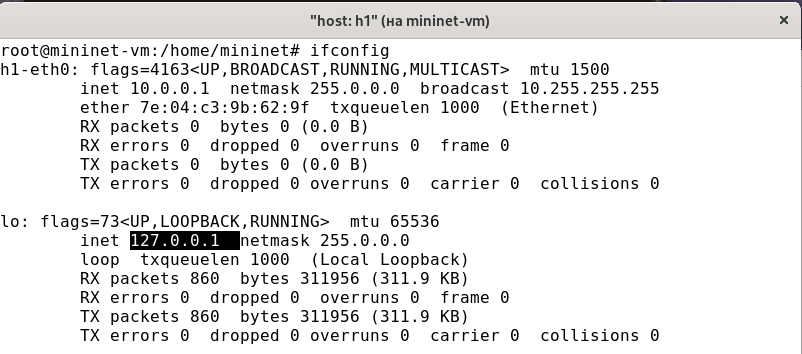 "host: h1" (на mininet-vm)
×
root@mininet-vm:/home/mininet# ifconfig
h1-eth0: flags=4163<UP,BROADCAST,RUNNING,MULTICAST>  mtu 1500
        inet 10.0.0.1  netmask 255.0.0.0  broadcast 10.255.255.255
        ether 7e:04:c3:9b:62:9f  txqueuelen 1000  (Ethernet)
        RX packets 0  bytes 0 (0.0 B)
        RX errors 0  dropped 0  overruns 0  frame 0
        TX packets 0  bytes 0 (0.0 B)
        TX errors 0  dropped 0 overruns 0  carrier 0  collisions 0
lo: flags=73<UP,LOOPBACK,RUNNING>  mtu 65536
        inet 127.0.0.1  netmask 255.0.0.0
        loop  txqueuelen 1000  (Local Loopback)
        RX packets 860  bytes 311956 (311.9 KB)
        RX errors 0  dropped 0  overruns 0  frame 0
        TX packets 860  bytes 311956 (311.9 KB)
        TX errors 0  dropped 0 overruns 0  carrier 0  collisions 0